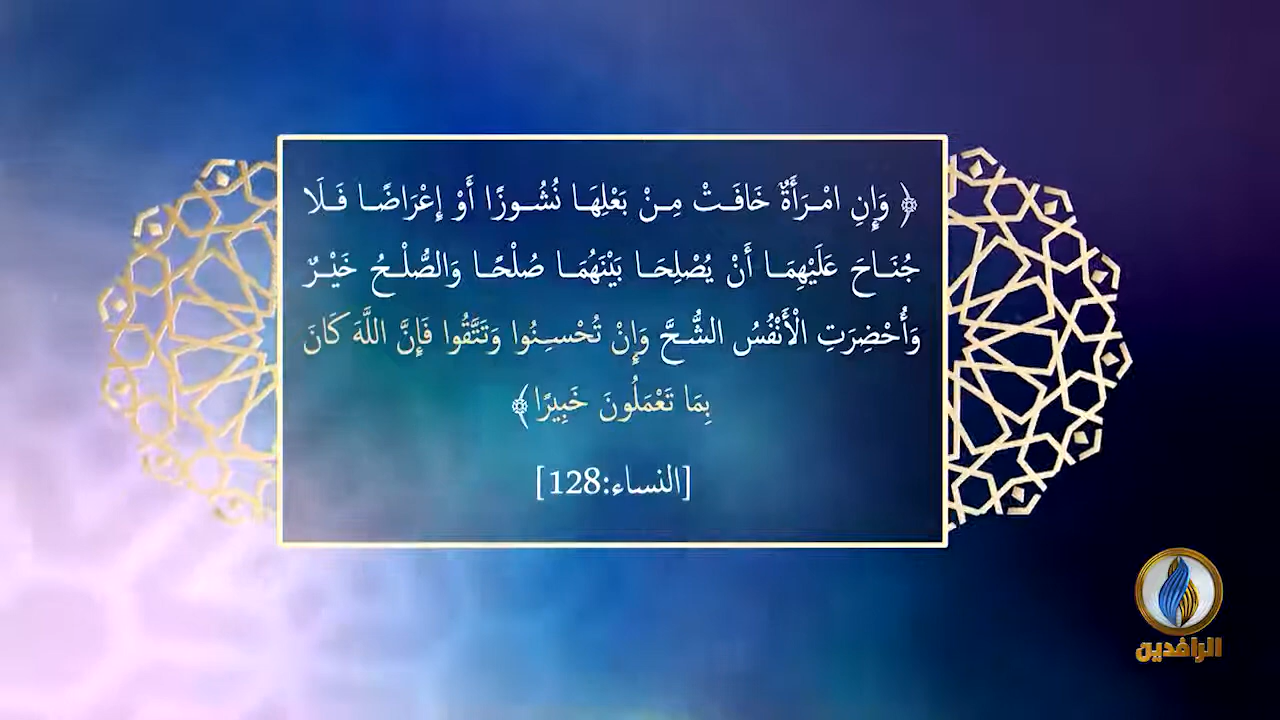 ﴿ وَإِنِ امْرَأَةٌ خَافَتْ مِنْ بَعْلِهَا نُشُوزًا أَوْ إِعْرَاضًا فَلَا
جُنَاحَ عَلَيْهِمَا أَنْ يُصْلِحَا بَيْنَهُمَا صُلْحًا وَالصُّلْحُ خَيْرٌ
وَأُحْضِرَتِ الْأَنْفُسُ الشُّحَّ وَإِنْ تُحْسِنُوا وَتَتَّقُوا فَإِنَّ اللَّهَ كَانَ
بِمَا تَعْمَلُونَ خَبِيرًا ﴾
[النساء:128]
الرافدين